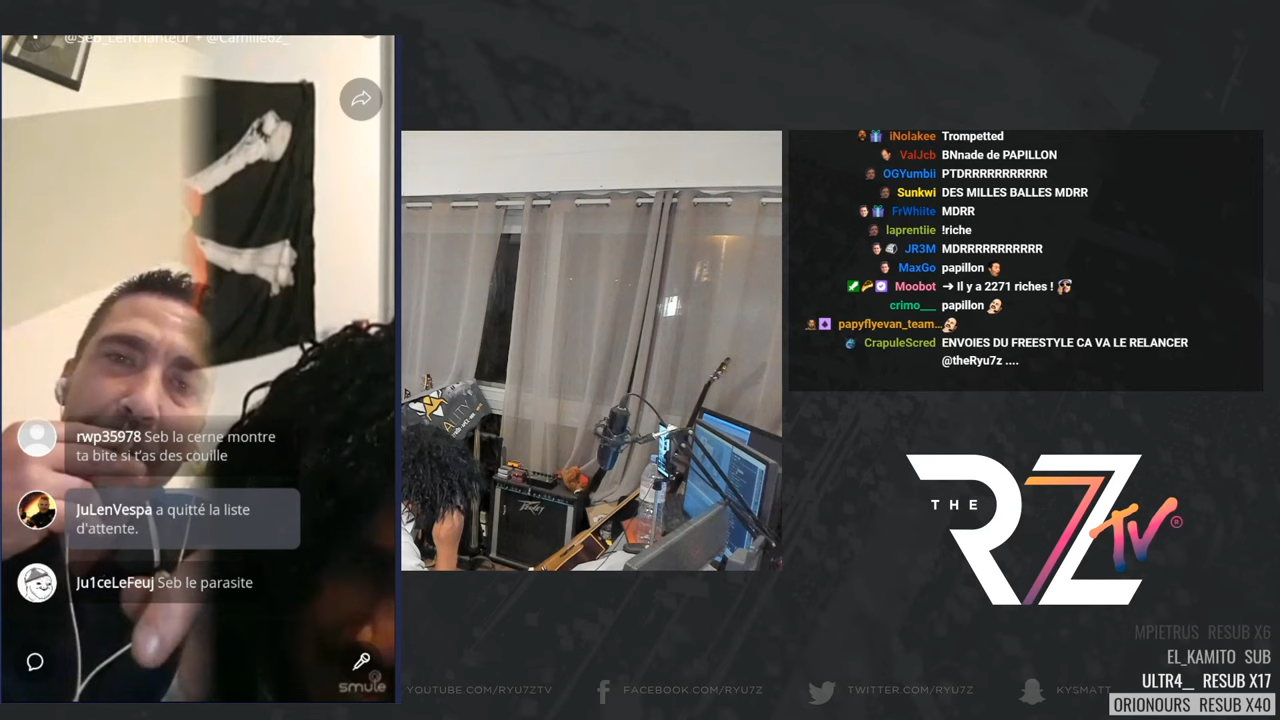 @Seb_Lenchanteur + @Camille62_
rwp35978 Seb la cerne montre
ta bite si t'as des couille
JuLenVespa a quitté la liste
d'attente.
Ju1ceLeFeuj Seb le parasite
smule
ALITY
PEAVEY
iNolakee Trompetted
ValJcb BNnade de PAPILLON
OGYumbii PTDRRRRRRRRRRR
Sunkwi DES MILLES BALLES MDRR
FrWhiite MDRR
laprentiie !riche
JR3M MDRRRRRRRRRRR
MaxGo papillon
Moobot ➔ Il y a 2271 riches !
crimo___ papillon
papyflyevan_team...
CrapuleScred ENVOIES DU FREESTYLE CA VA LE RELANCER
@theRyu7z ....
THE R7Z TV ®
MPIETRUS RESUB X6
EL_KAMITO SUB
ULTR4__ RESUB X17
ORIONOURS RESUB X40
YOUTUBE.COM/RYU7ZTV FACEBOOK.COM/RYU7Z TWITTER.COM/RYU7Z KYSMATT